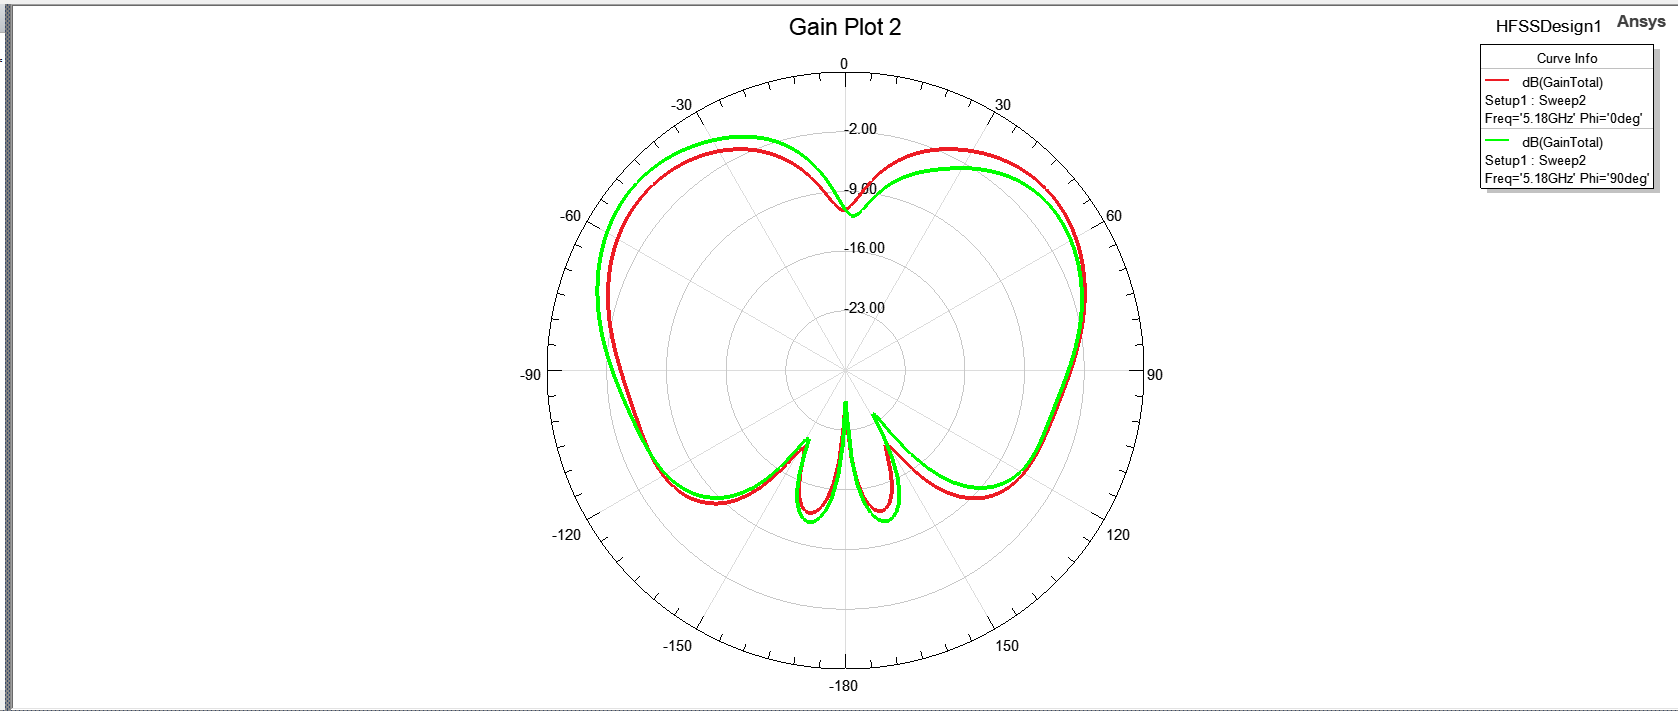 Gain Plot 2
HFSSDesign1
Ansys
Curve Info
dB(GainTotal)
Setup1 : Sweep2
Freq='5.18GHz' Phi='0deg'
dB(GainTotal)
Setup1 : Sweep2
Freq='5.18GHz' Phi='90deg'
0
-30
30
-2.00
-9.00
-60
60
-16.00
-23.00
-90
90
-120
120
-150
150
-180